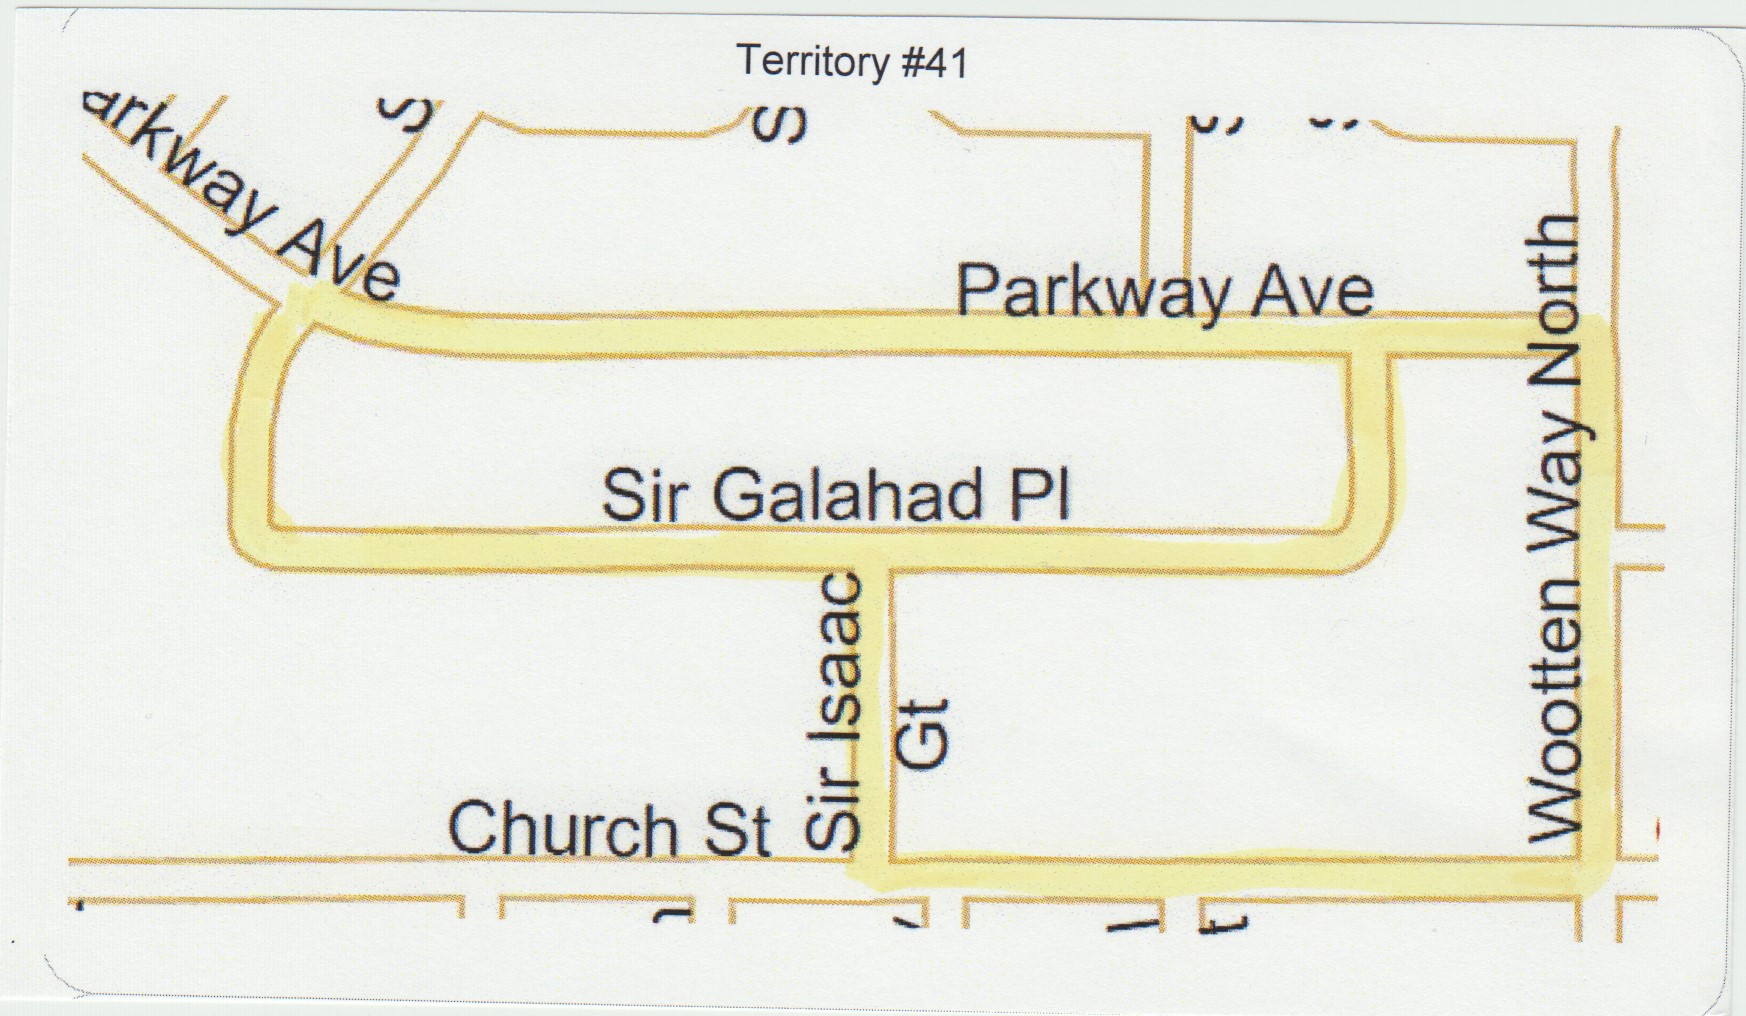 Territory #41
arkway Ave
Parkway Ave
Wootten Way North
Sir Galahad Pl
Sir Isaac
Gt
Church St